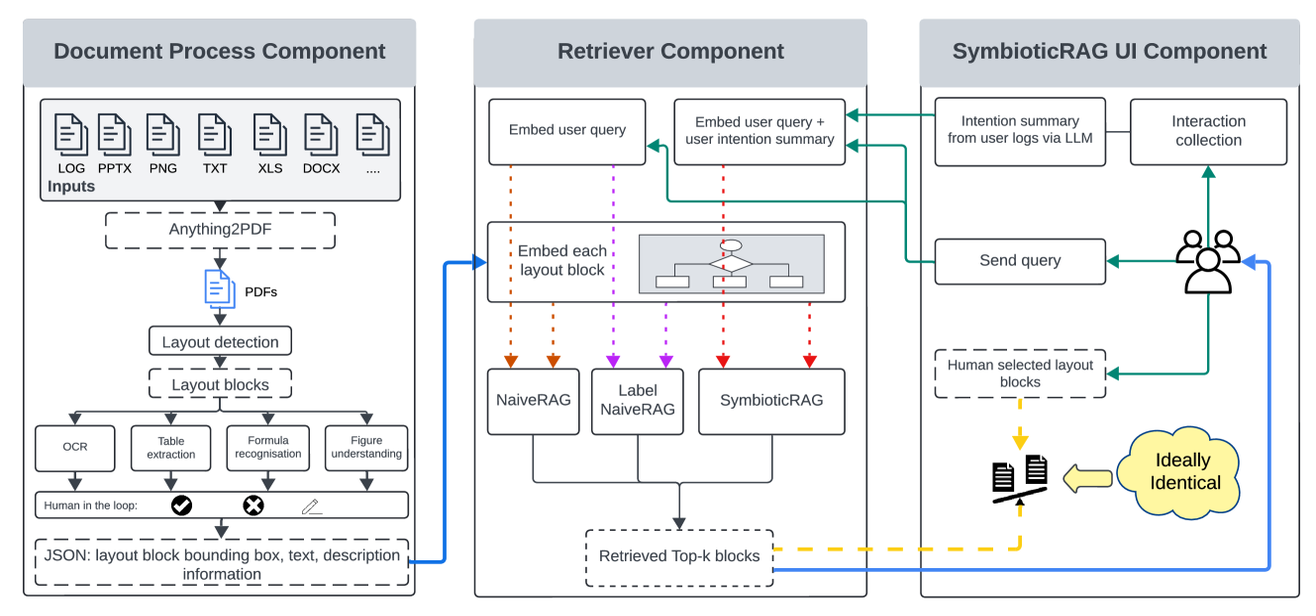 Document Process Component
LOG PPTX PNG TXT XLS DOCX ....
Inputs
Anything2PDF
PDFs
Layout detection
Layout blocks
OCR
Table
extraction
Formula
recognisation
Figure
understanding
Human in the loop:
JSON: layout block bounding box, text, description
information
Retriever Component
Embed user query
Embed user query +
user intention summary
Embed each
layout block
NaiveRAG
Label
NaiveRAG
SymbioticRAG
Retrieved Top-k blocks
SymbioticRAG UI Component
Intention summary
from user logs via LLM
Interaction
collection
Send query
Human selected layout
blocks
Ideally
Identical